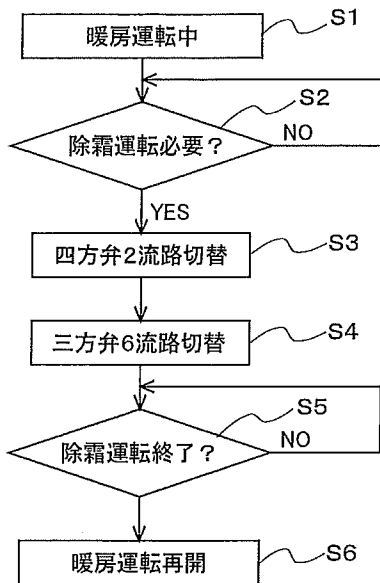 S1
暖房運転中
S2
除霜運転必要？
NO
YES
四方弁2流路切替
S3
三方弁6流路切替
S4
S5
除霜運転終了？
NO
暖房運転再開
S6